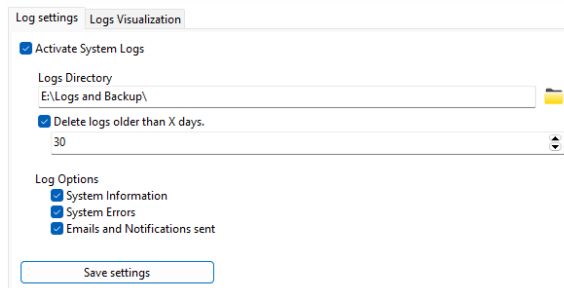 Log settings
Logs Visualization
Activate System Logs
Logs Directory
E:\Logs and Backup\
Delete logs older than X days.
30
Log Options
System Information
System Errors
Emails and Notifications sent
Save settings